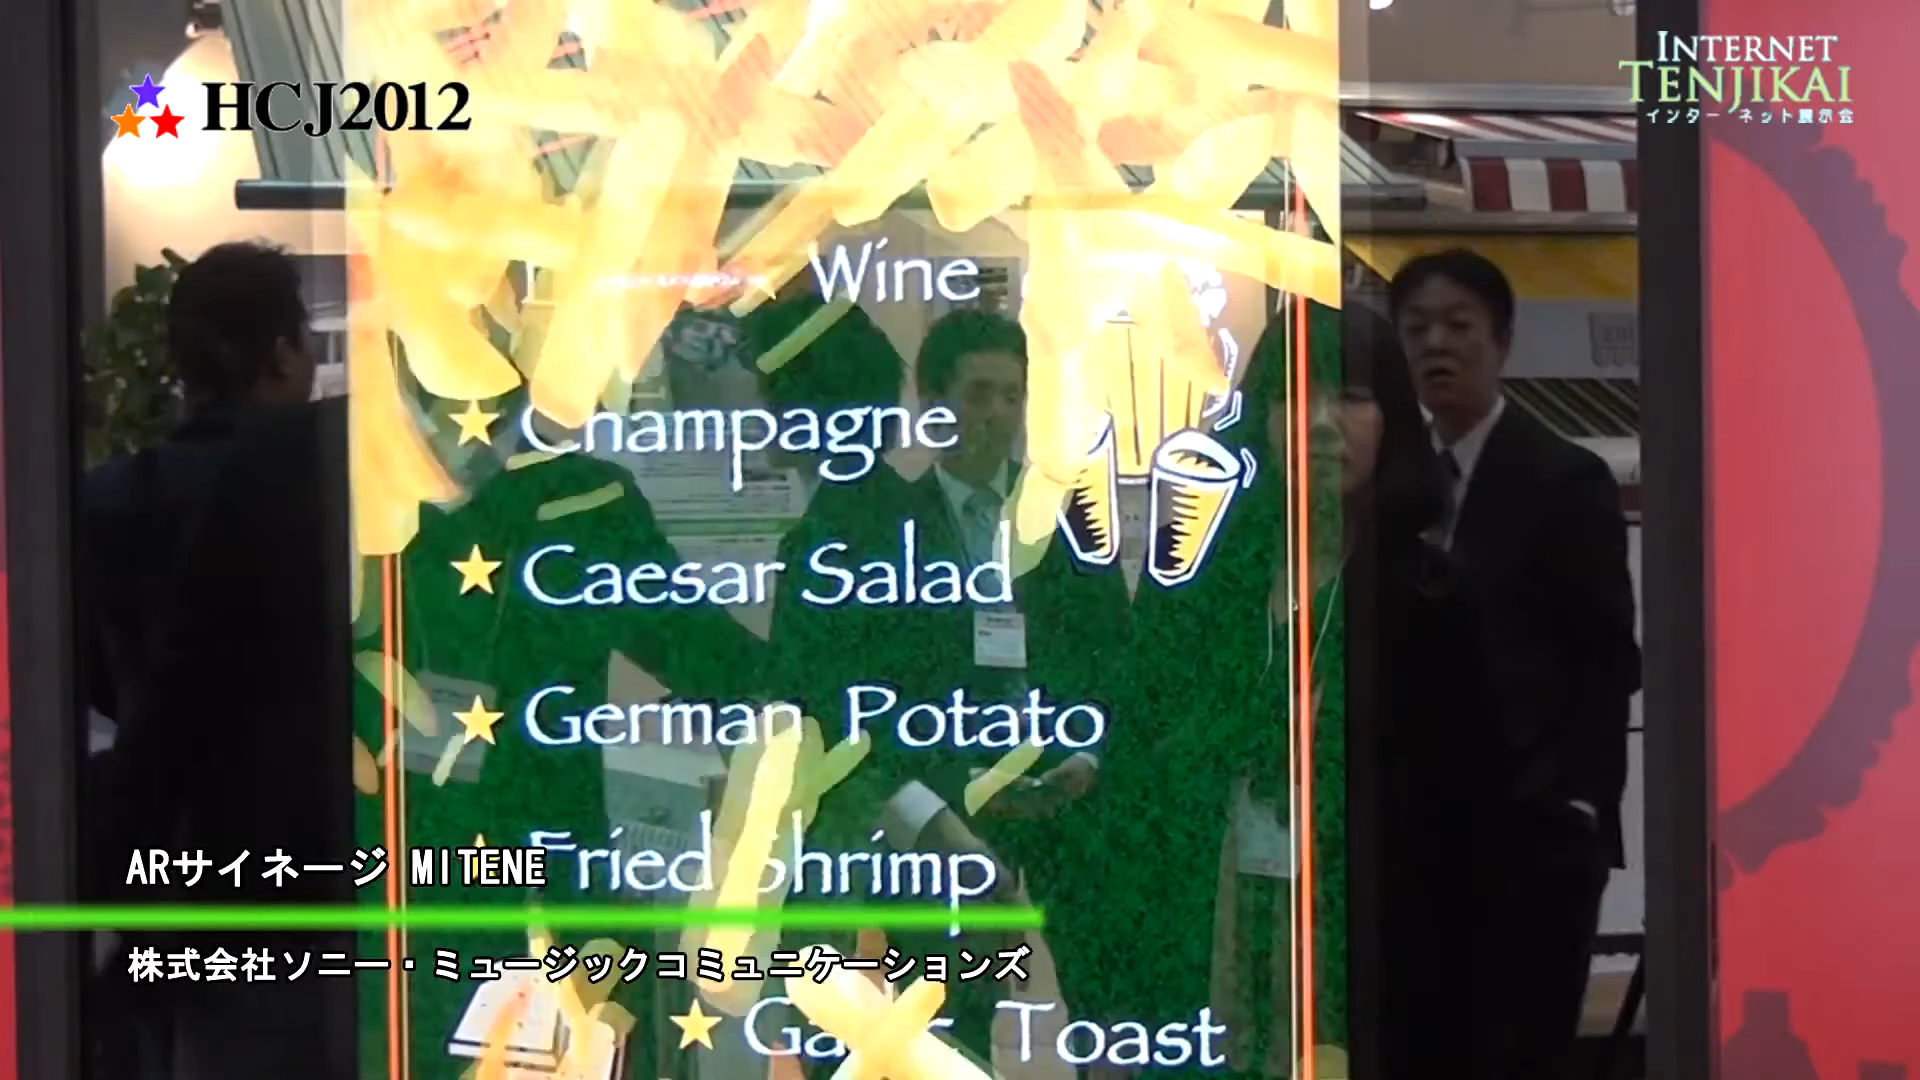 HCJ2012
INTERNET
TENJIKAI
インターネット展示会
Wine
Champagne
Caesar Salad
German Potato
Fried Shrimp
Toast
ARサイネージ MITENE
株式会社ソニー・ミュージックコミュニケーションズ